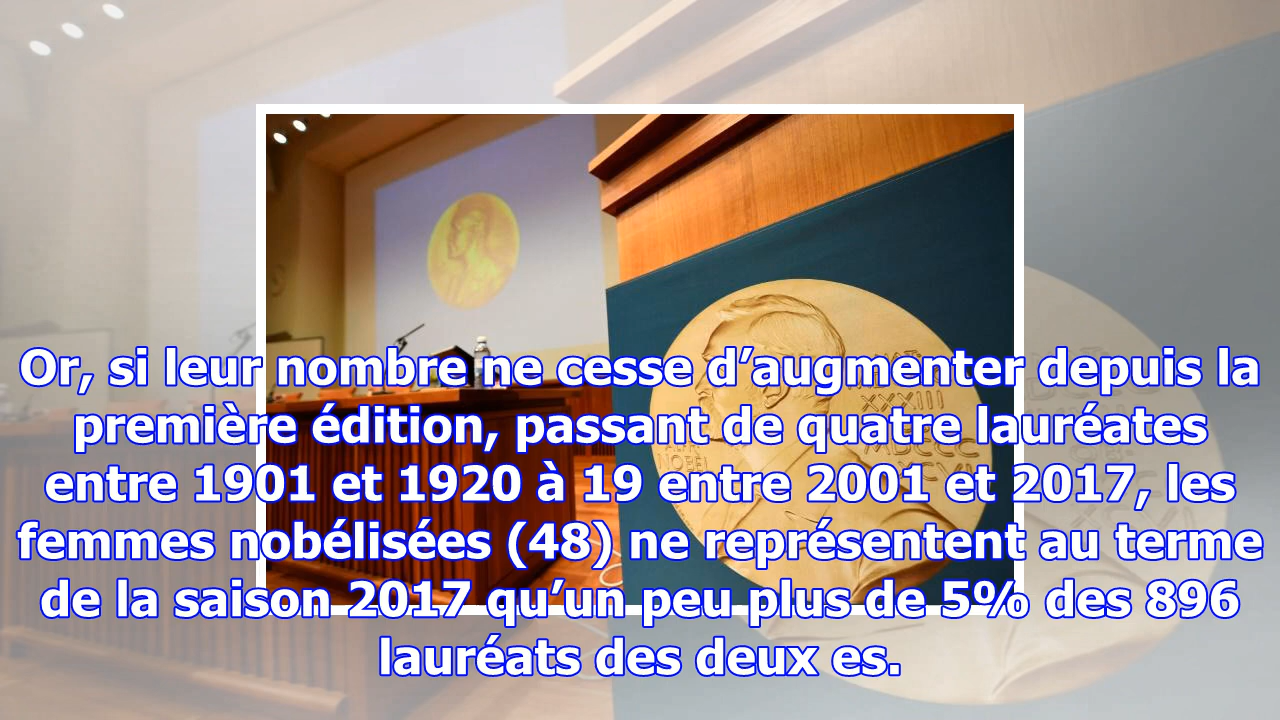 Or, si leur nombre ne cesse d’augmenter depuis la
première édition, passant de quatre lauréates
entre 1901 et 1920 à 19 entre 2001 et 2017, les
femmes nobélisées (48) ne représentent au terme
de la saison 2017 qu’un peu plus de 5% des 896
lauréats des deux es.
XXXIII